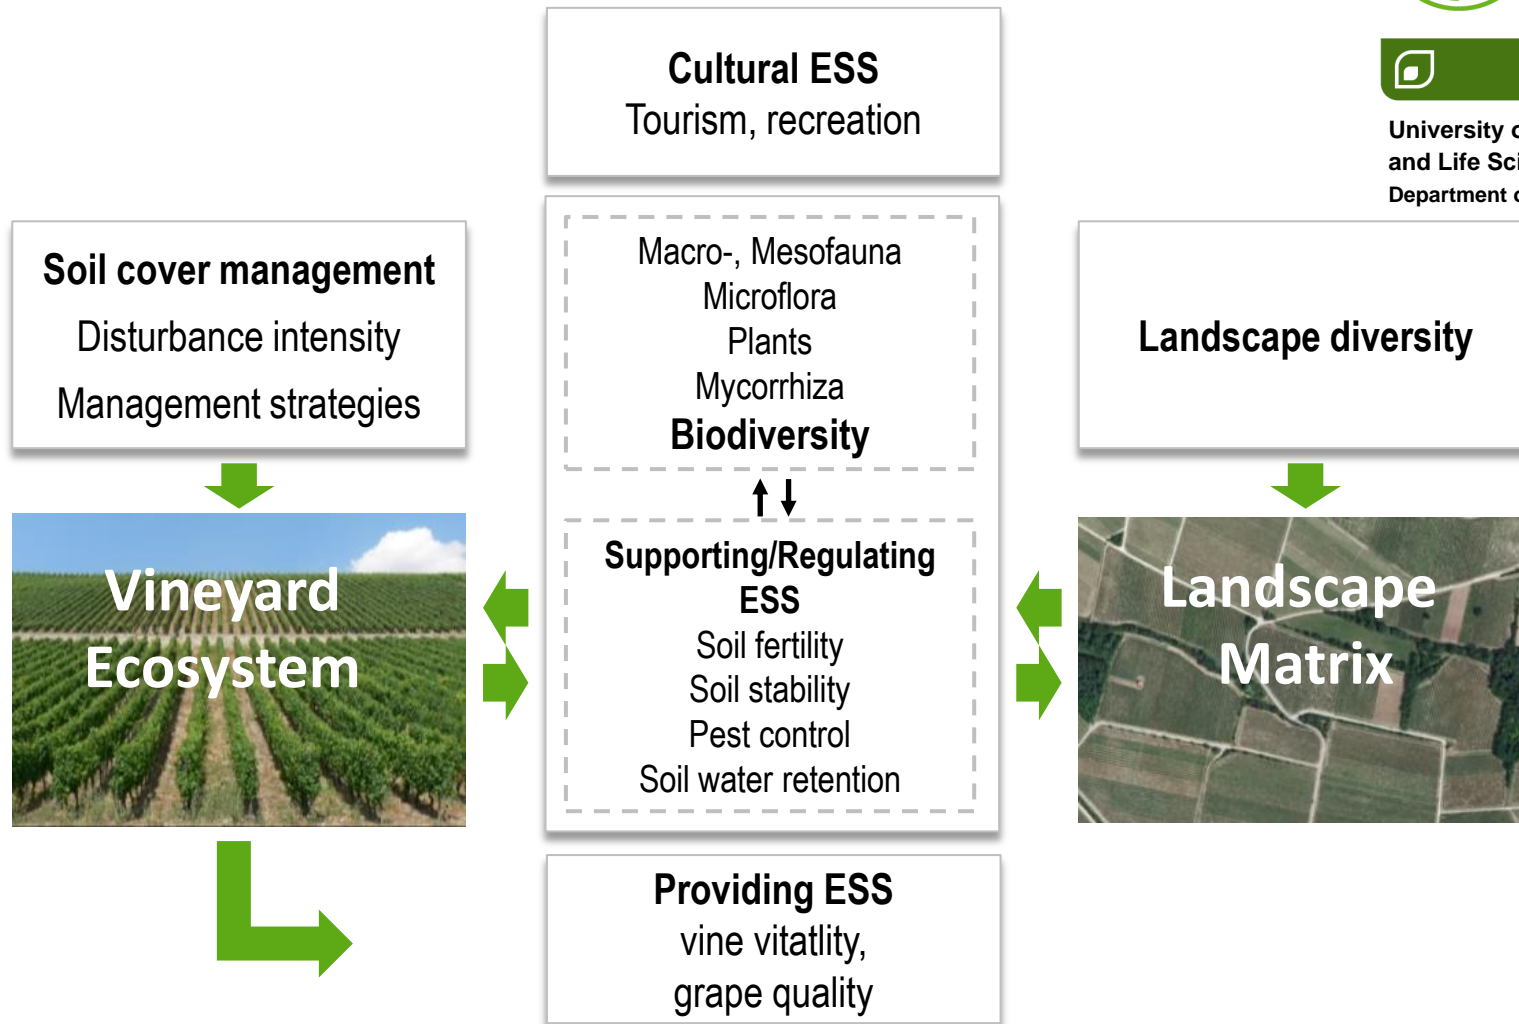 Cultural ESS
Tourism, recreation
University
and Life
Department
Soil cover management
Disturbance intensity
Management strategies
Macro-, Mesofauna
Microflora
Plants
Mycorrhiza
Biodiversity
Landscape diversity
Vineyard
Ecosystem
Supporting/Regulating
ESS
Soil fertility
Soil stability
Pest control
Soil water retention
Landscape
Matrix
Providing ESS
vine vitatlity,
grape quality